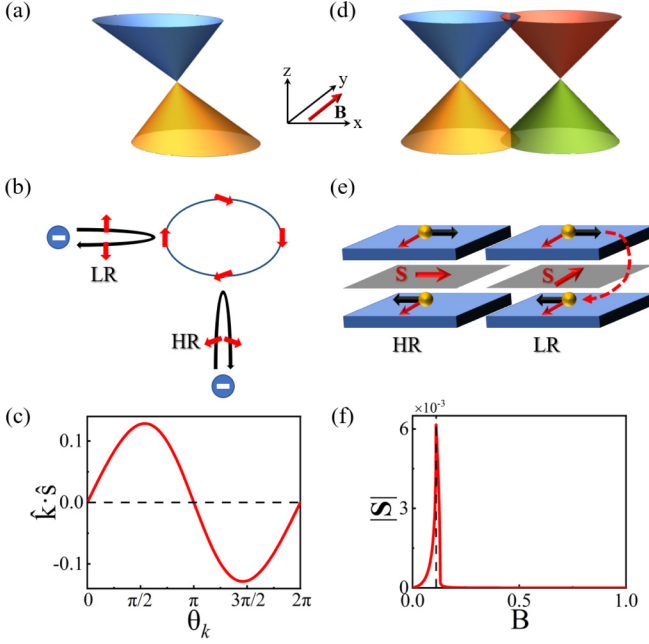 (a)
(d)
z
y
B
x
(b)
(e)
LR
HR
S
S
HR
LR
(c)
(f)
0.1
0.0
-0.1
k̂·ŝ
0
π/2
π
3π/2
2π
θk
×10⁻³
6
3
0
|S|
0.0
0.5
1.0
B